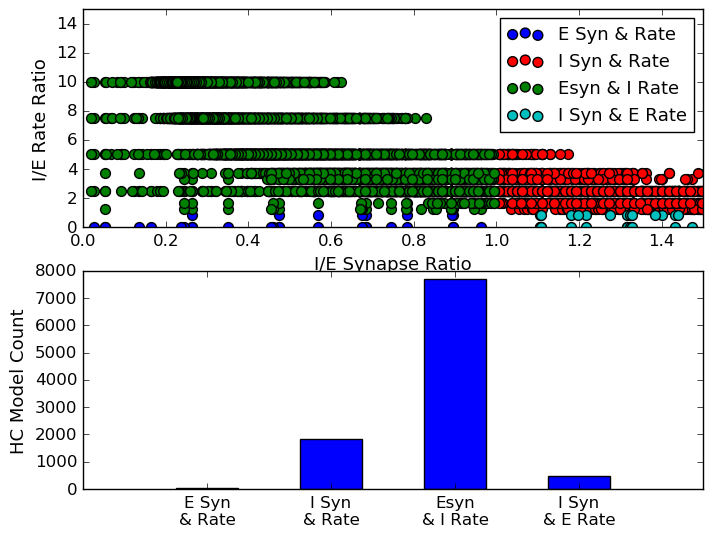 14
12
10
8
6
4
2
0
I/E Rate Ratio
E Syn & Rate
I Syn & Rate
Esyn & I Rate
I Syn & E Rate
0.0 0.2 0.4 0.6 0.8 1.0 1.2 1.4
I/E Synapse Ratio
8000
7000
6000
5000
4000
3000
2000
1000
0
HC Model Count
E Syn
& Rate
I Syn
& Rate
Esyn
& I Rate
I Syn
& E Rate